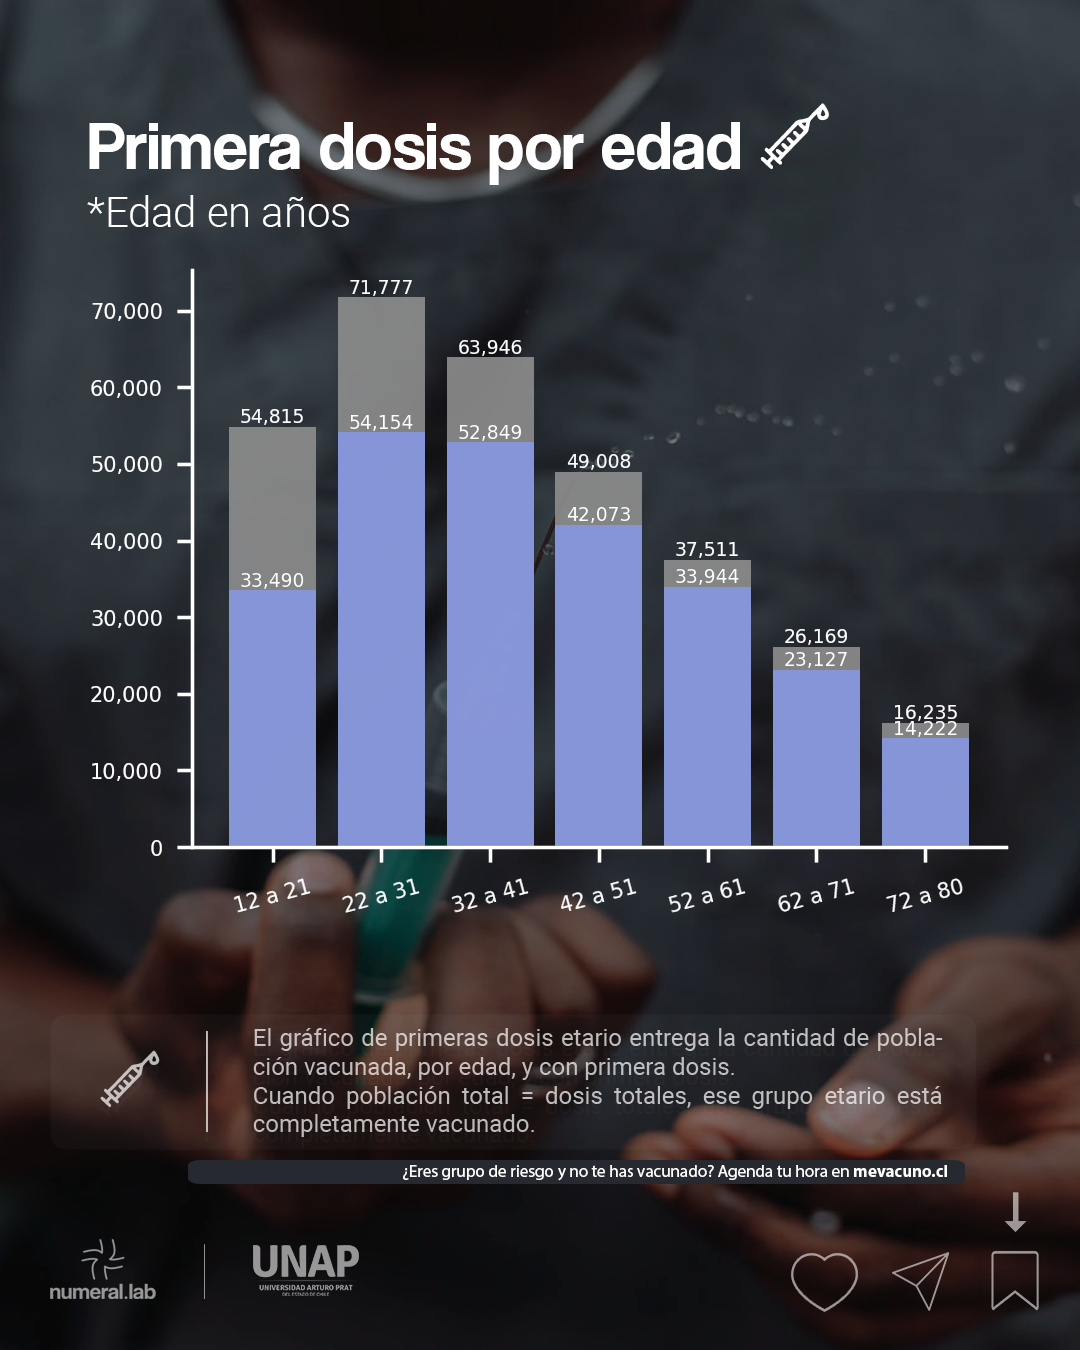 Primera dosis por edad
*Edad en años
71,777
70,000
63,946
60,000
54,815
54,154
52,849
50,000
49,008
42,073
40,000
37,511
33,944
33,490
30,000
26,169
23,127
20,000
16,235
14,222
10,000
0
12 a 21 22 a 31 32 a 41 42 a 51 52 a 61 62 a 71 72 a 80
El gráfico de primeras dosis etario entrega la cantidad de pobla-
ción vacunada, por edad, y con primera dosis.
Cuando población total = dosis totales, ese grupo etario está
completamente vacunado.
¿Eres grupo de riesgo y no te has vacunado? Agenda tu hora en mevacuno.cl
numeral.lab
UNAP
UNIVERSIDAD ARTURO PRAT
DEL ESTADO DE CHILE